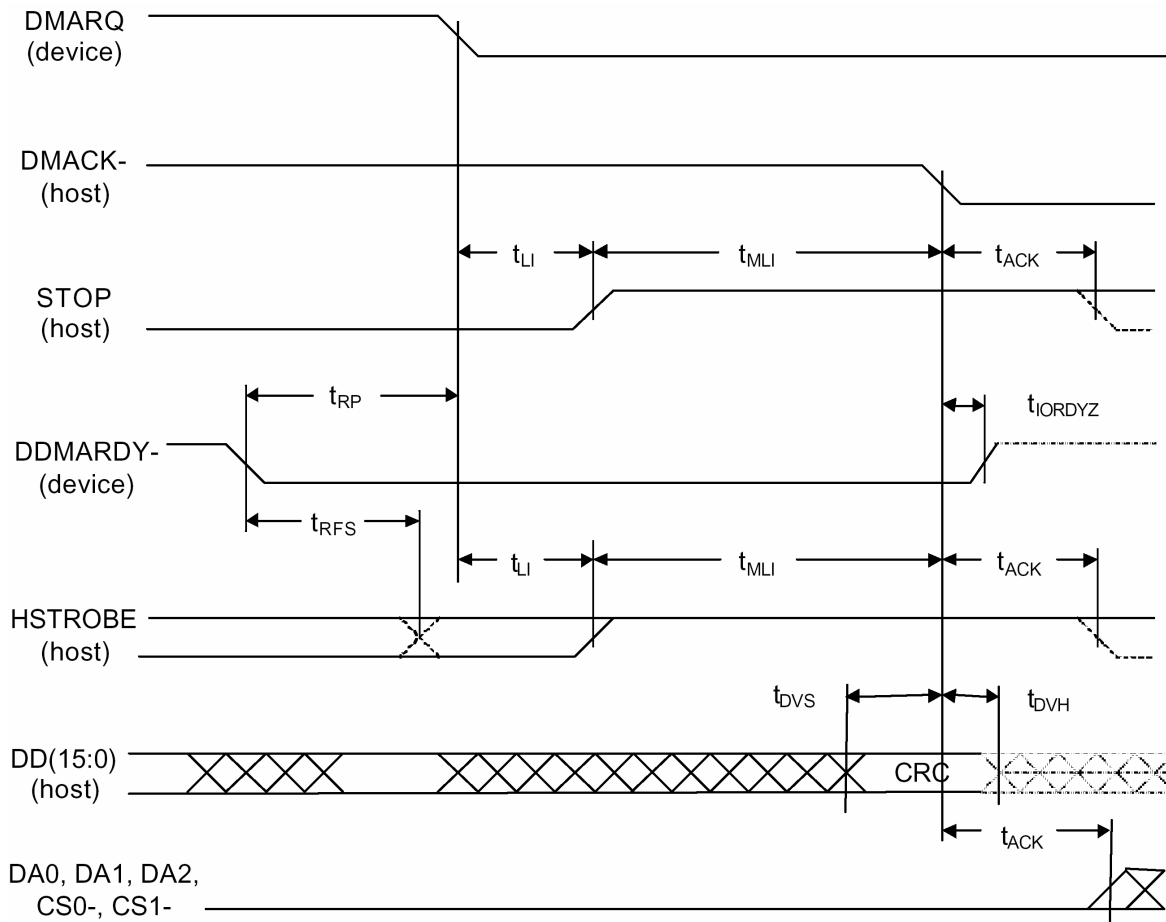 DMARQ
(device)
DMACK-
(host)
tLI
tMLI
tACK
STOP
(host)
tRP
tIORDYZ
DDMARDY-
(device)
tRFS
tLI
tMLI
tACK
HSTROBE
(host)
tDVS
tDVH
DD(15:0)
(host)
CRC
tACK
DA0, DA1, DA2,
CS0-, CS1-